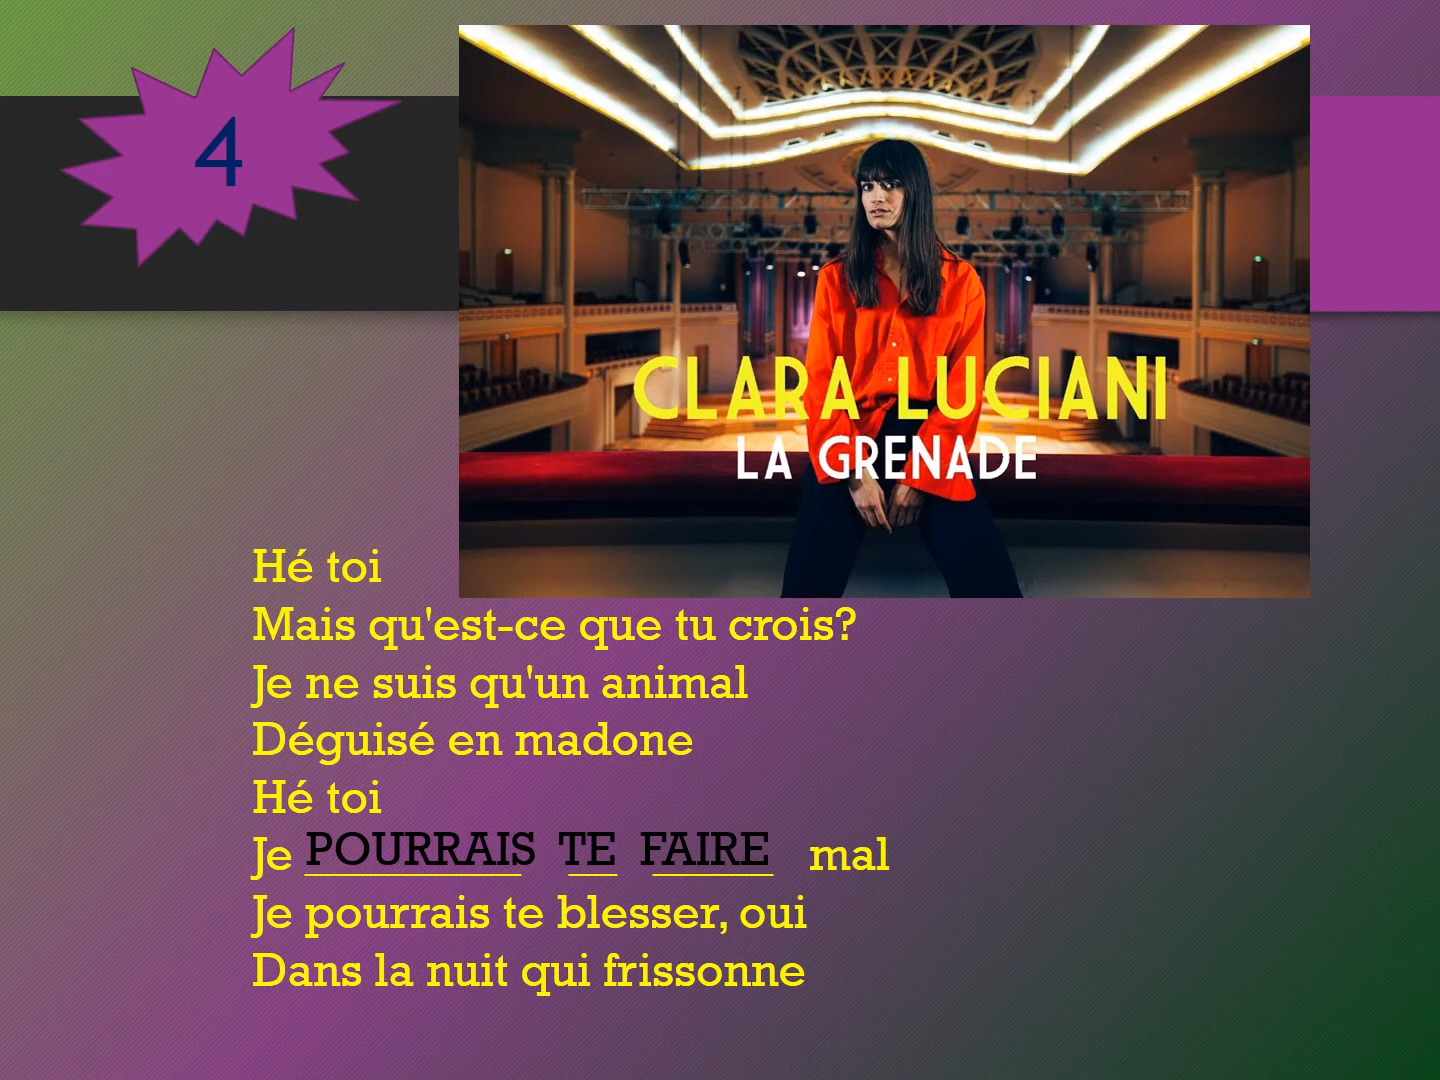 4
CLARA LUCIANI
LA GRENADE
Hé toi
Mais qu'est-ce que tu crois?
Je ne suis qu'un animal
Déguisé en madone
Hé toi
Je POURRAIS TE FAIRE mal
Je pourrais te blesser, oui
Dans la nuit qui frissonne